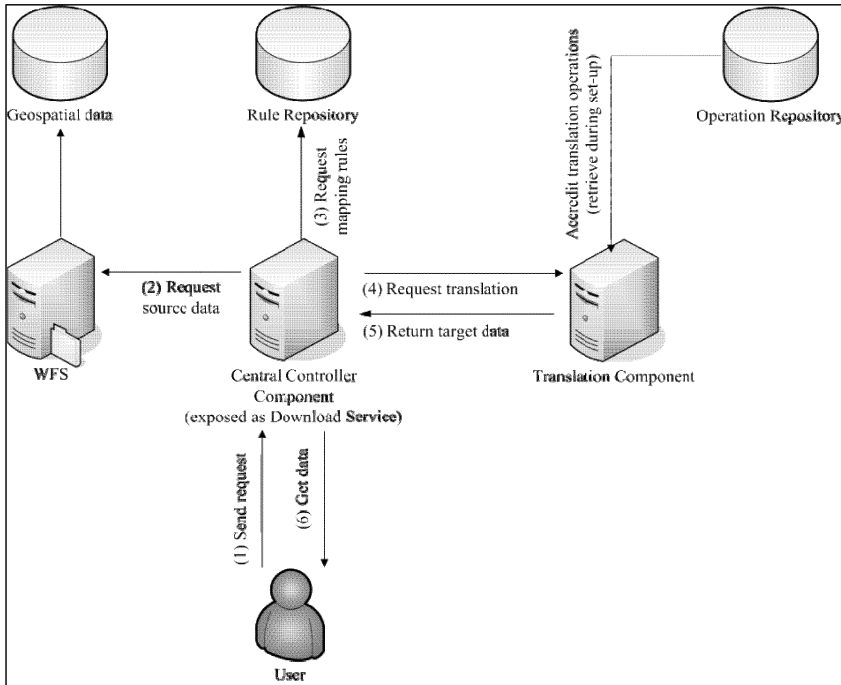 Geospatial data
Rule Repository
Operation Repository
Accredit translation operations
(retrieve during set-up)
(3) Request
mapping rules
(2) Request
source data
(4) Request translation
(5) Return target data
WFS
Central Controller
Component
(exposed as Download Service)
Translation Component
(1) Send request
(6) Get data
User